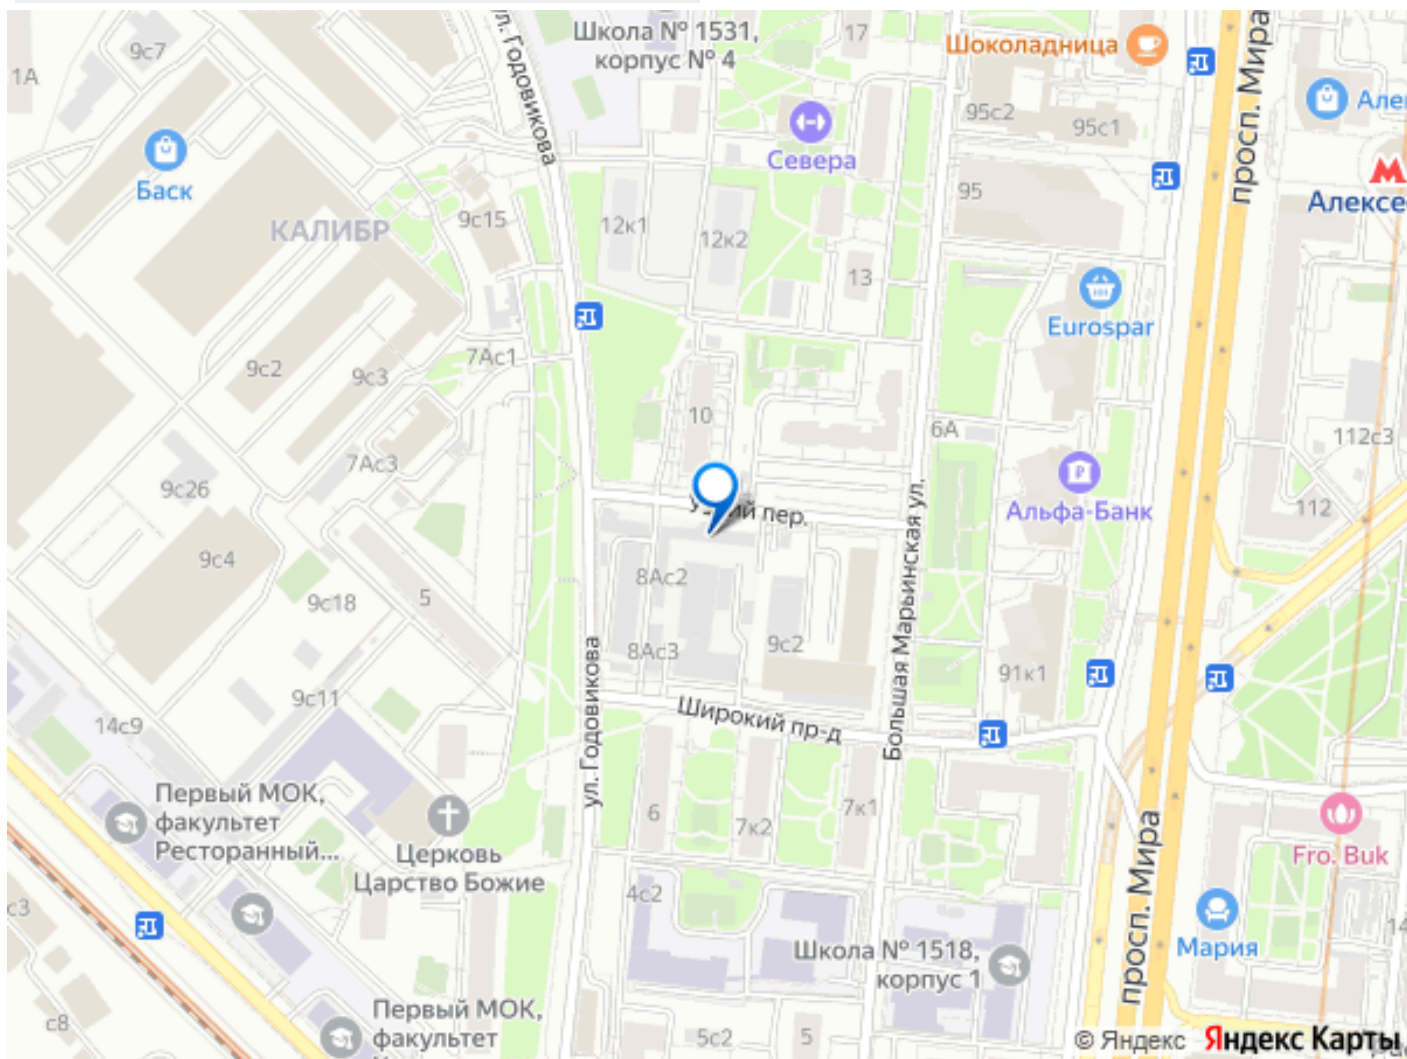 Школа № 1531,
корпус № 4
17
Шоколадница
просп. Мира
ул. Годовикова
9с7
1А
95с2
95с1
Але
Баск
Севера
95
Алексе
КАЛИБР
9с15
12к1
12к2
13
Eurospar
7Ас1
9с2
9с3
10
6А
112с3
7Ас3
9с26
Альфа-Банк
112
пер.
9с4
8Ас2
Большая Марьинская ул.
9с18
5
8Ас3
9с2
91к1
9с11
14с9
ул. Годовикова
Широкий пр-д
Первый МОК,
факультет
Ресторанный...
6
7к2
7к1
просп. Мира
Fro. Buk
Церковь
Царство Божие
4с2
с3
14
Школа № 1518,
корпус 1
Мария
Первый МОК,
факультет
с8
5с2
5
© Яндекс Яндекс Карты